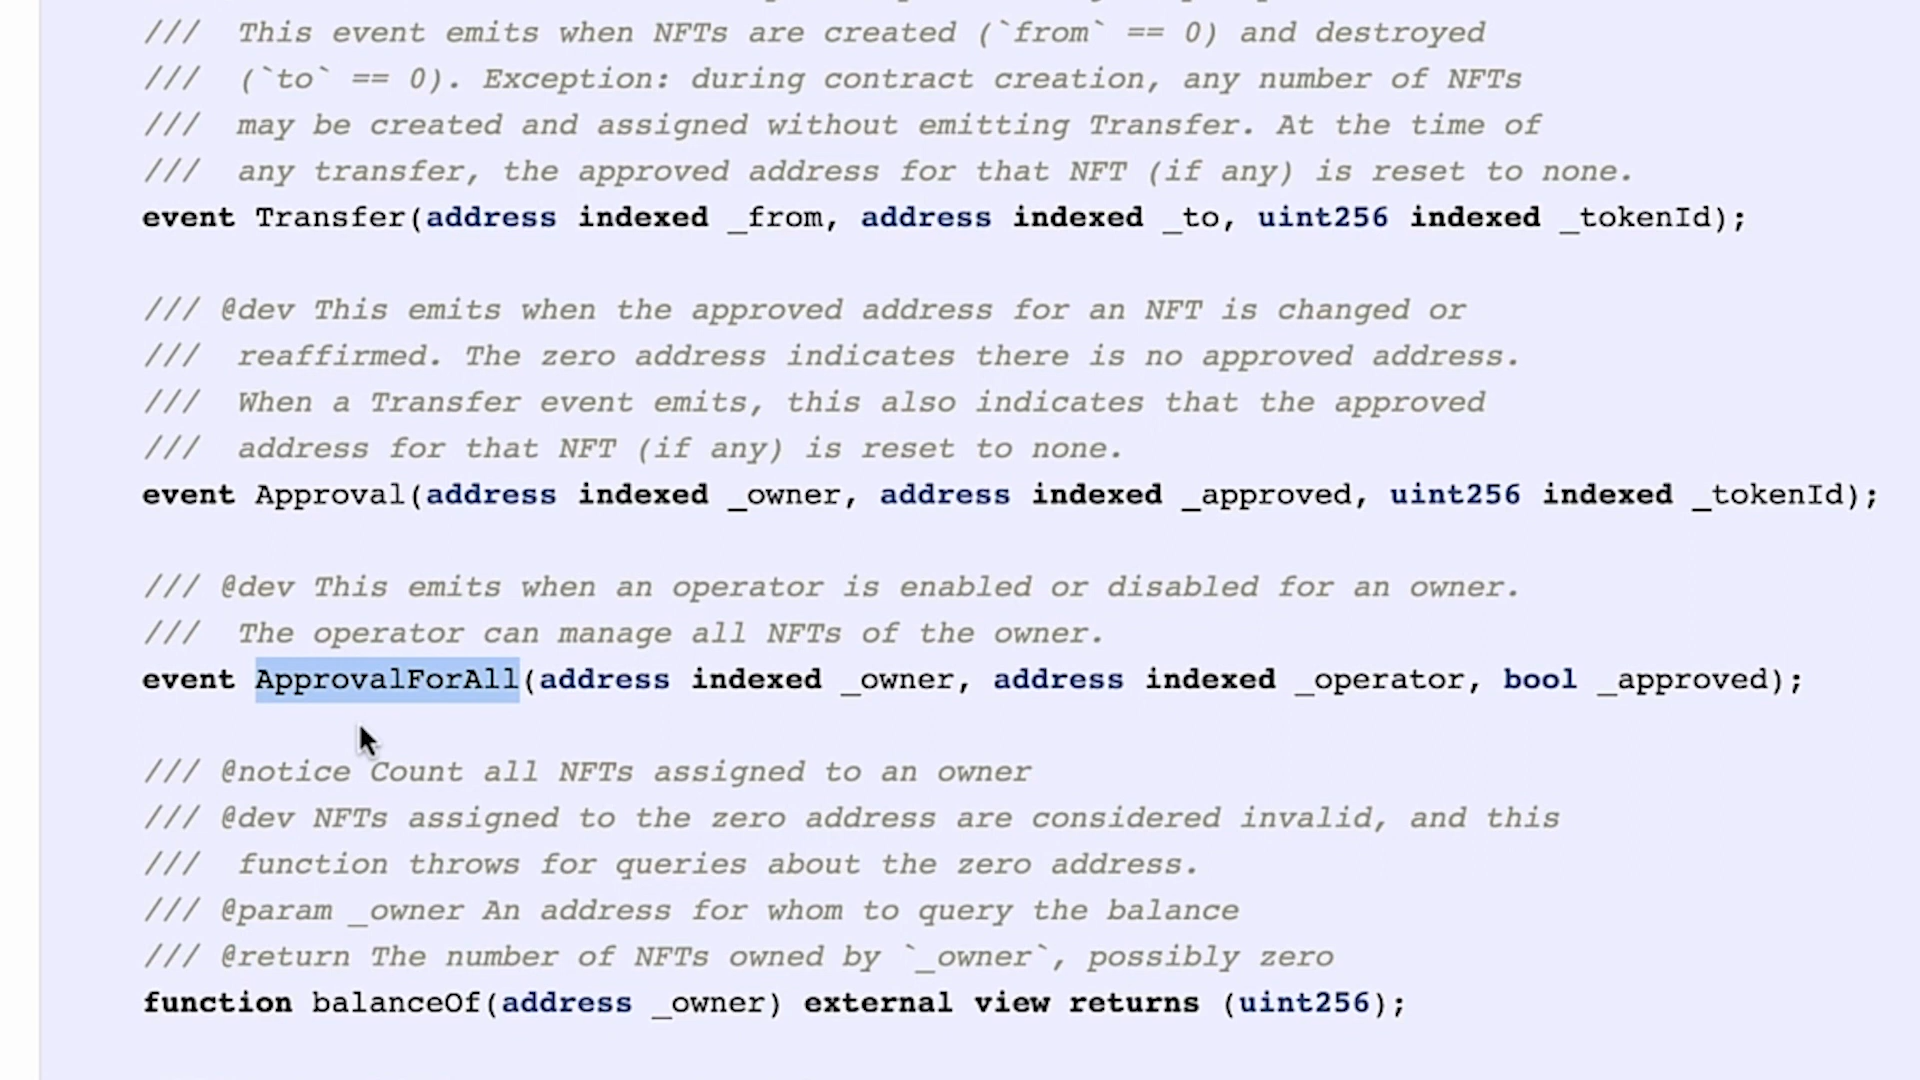 /// This event emits when NFTs are created (`from` == 0) and destroyed
/// (`to` == 0). Exception: during contract creation, any number of NFTs
/// may be created and assigned without emitting Transfer. At the time of
/// any transfer, the approved address for that NFT (if any) is reset to none.
event Transfer(address indexed _from, address indexed _to, uint256 indexed _tokenId);
/// @dev This emits when the approved address for an NFT is changed or
/// reaffirmed. The zero address indicates there is no approved address.
/// When a Transfer event emits, this also indicates that the approved
/// address for that NFT (if any) is reset to none.
event Approval(address indexed _owner, address indexed _approved, uint256 indexed _tokenId);
/// @dev This emits when an operator is enabled or disabled for an owner.
/// The operator can manage all NFTs of the owner.
event ApprovalForAll(address indexed _owner, address indexed _operator, bool _approved);
/// @notice Count all NFTs assigned to an owner
/// @dev NFTs assigned to the zero address are considered invalid, and this
/// function throws for queries about the zero address.
/// @param _owner An address for whom to query the balance
/// @return The number of NFTs owned by `_owner`, possibly zero
function balanceOf(address _owner) external view returns (uint256);